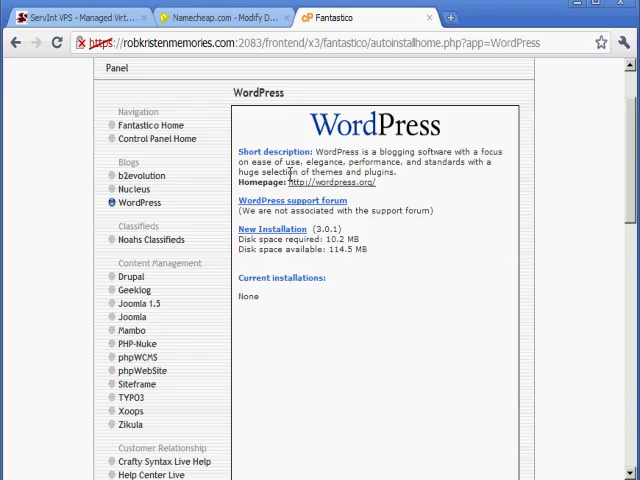 ServInt VPS - Managed Virt
Namecheap.com - Modify D
cP Fantastico
https://robkristenmemories.com:2083/frontend/x3/fantastico/autoinstallhome.php?app=WordPress
Panel
WordPress
Navigation
Fantastico Home
Control Panel Home
Blogs
b2evolution
Nucleus
WordPress
Classifieds
Noahs Classifieds
Content Management
Drupal
Geeklog
Joomla 1.5
Joomla
Mambo
PHP-Nuke
phpWCMS
phpWebSite
Siteframe
TYPO3
Xoops
Zikula
Customer Relationship
Crafty Syntax Live Help
Help Center Live
WordPress
Short description: WordPress is a blogging software with a focus
on ease of use, elegance, performance, and standards with a
huge selection of themes and plugins.
Homepage: http://wordpress.org/
WordPress support forum
(We are not associated with the support forum)
New Installation (3.0.1)
Disk space required: 10.2 MB
Disk space available: 114.5 MB
Current installations:
None